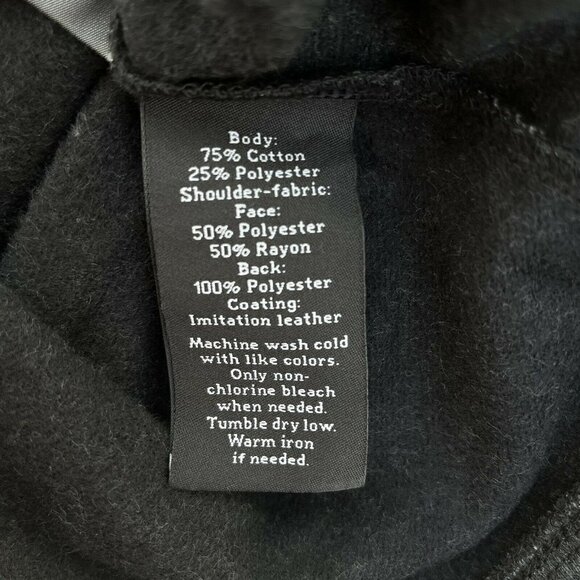 Body:
75% Cotton
25% Polyester
Shoulder-fabric:
Face:
50% Polyester
50% Rayon
Back:
100% Polyester
Coating:
Imitation leather
Machine wash cold
with like colors.
Only non-
chlorine bleach
when needed.
Tumble dry low.
Warm iron
if needed.